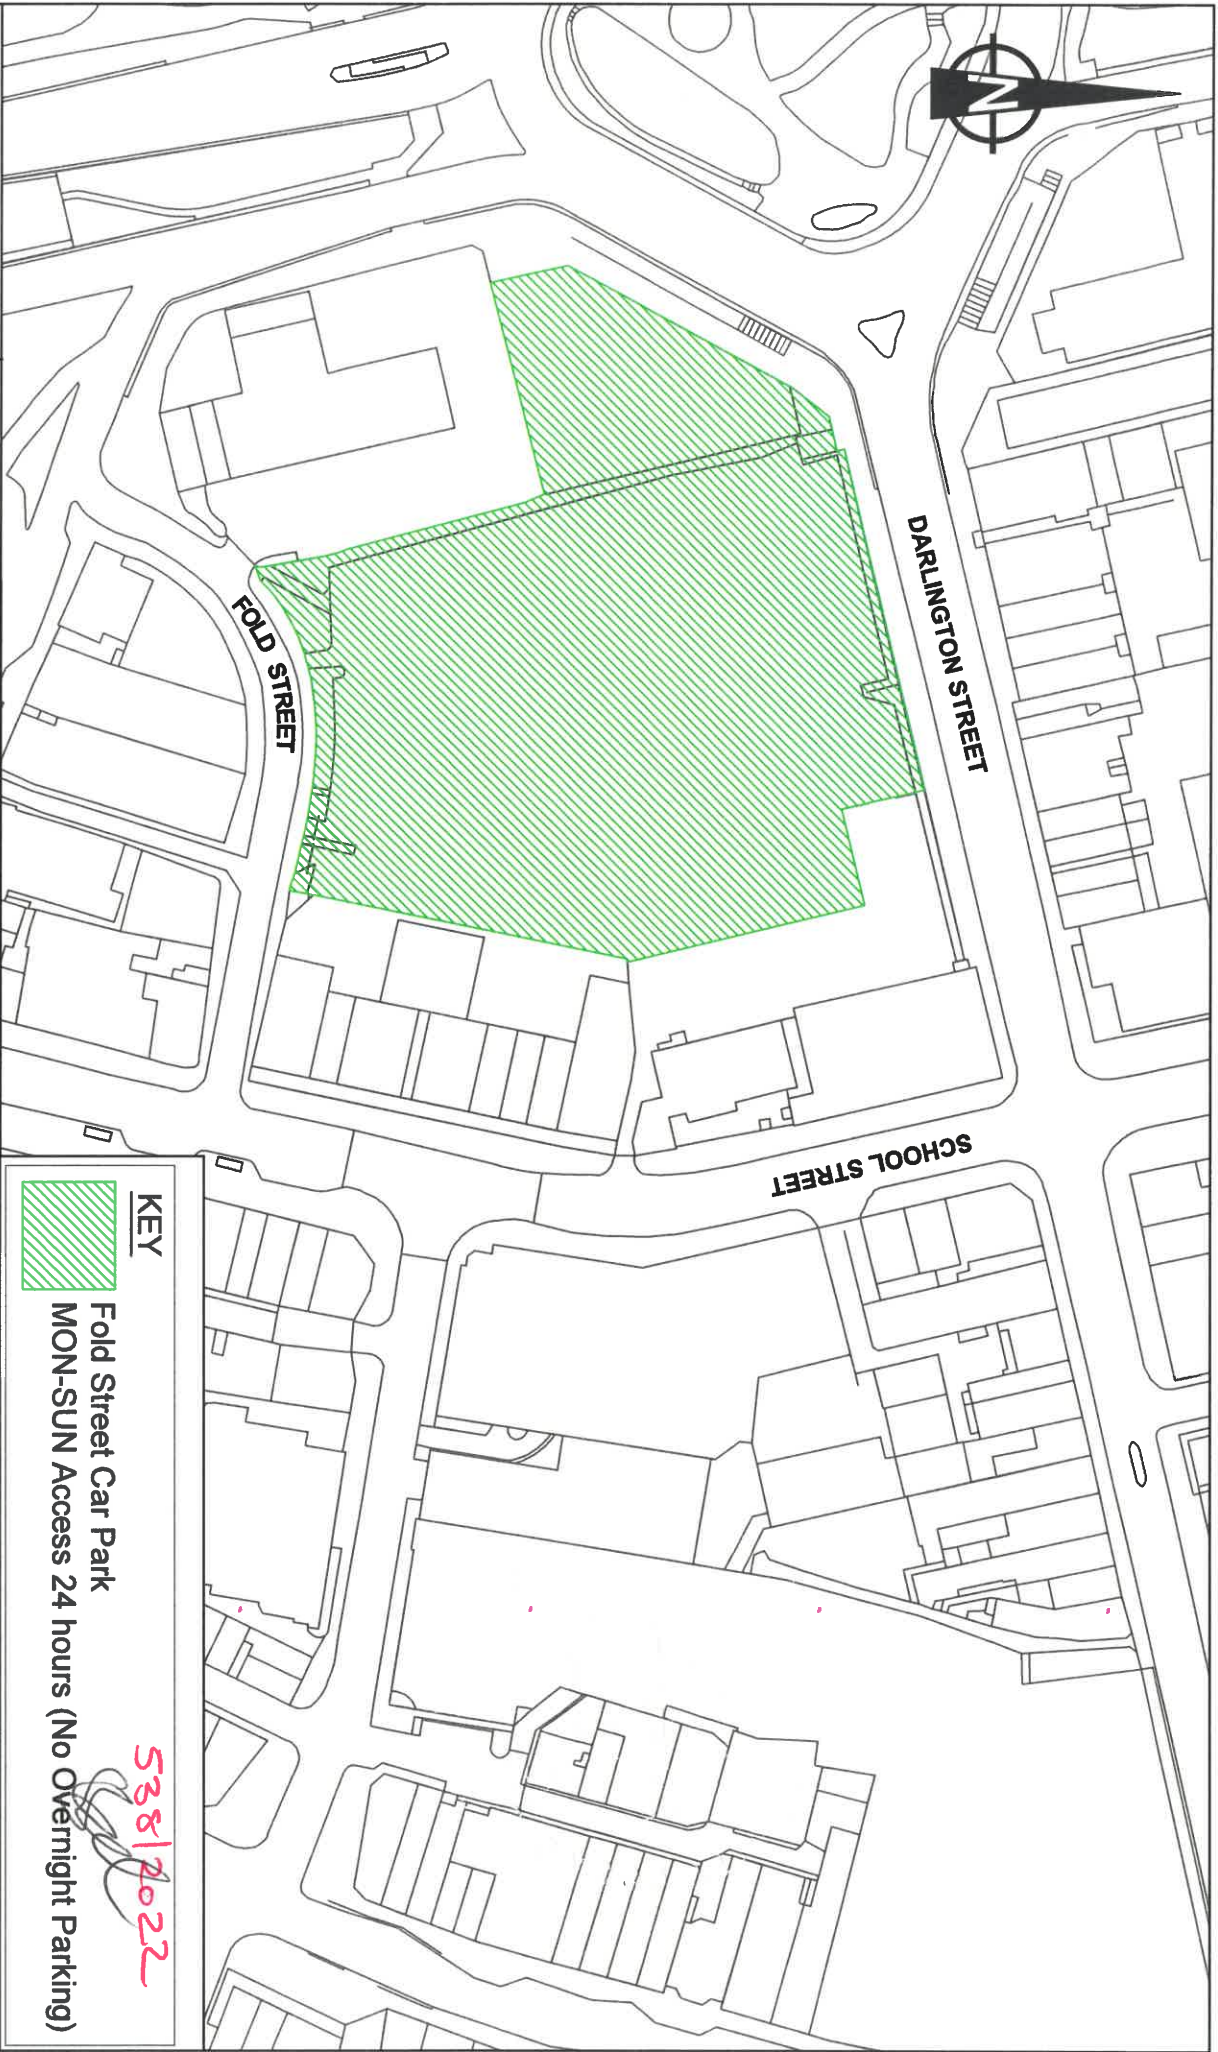 N
DARLINGTON STREET
FOLD STREET
SCHOOL STREET
KEY
Fold Street Car Park
MON-SUN Access 24 hours (No Overnight Parking)
538/2022